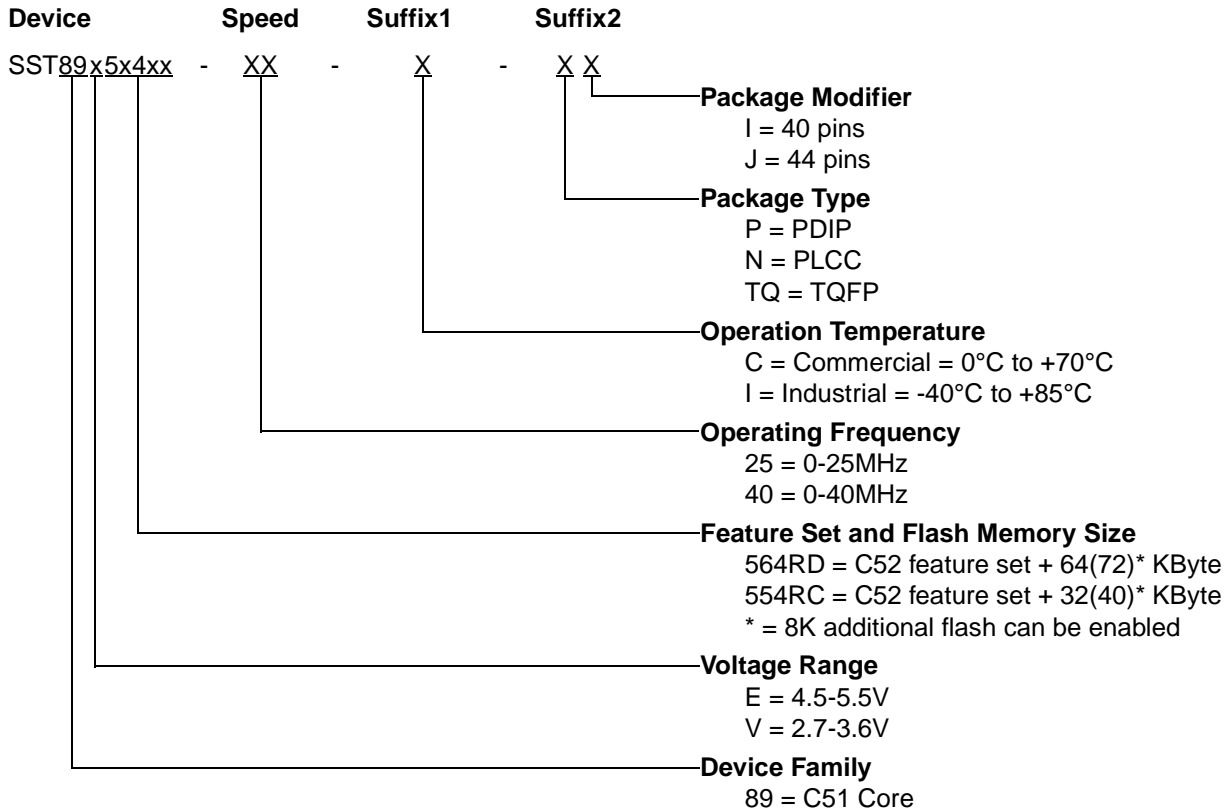 Device Speed Suffix1 Suffix2
SST89x5x4xx - XX - X - X X
Package Modifier
I = 40 pins
J = 44 pins
Package Type
P = PDIP
N = PLCC
TQ = TQFP
Operation Temperature
C = Commercial = 0°C to +70°C
I = Industrial = -40°C to +85°C
Operating Frequency
25 = 0-25MHz
40 = 0-40MHz
Feature Set and Flash Memory Size
564RD = C52 feature set + 64(72)* KByte
554RC = C52 feature set + 32(40)* KByte
* = 8K additional flash can be enabled
Voltage Range
E = 4.5-5.5V
V = 2.7-3.6V
Device Family
89 = C51 Core